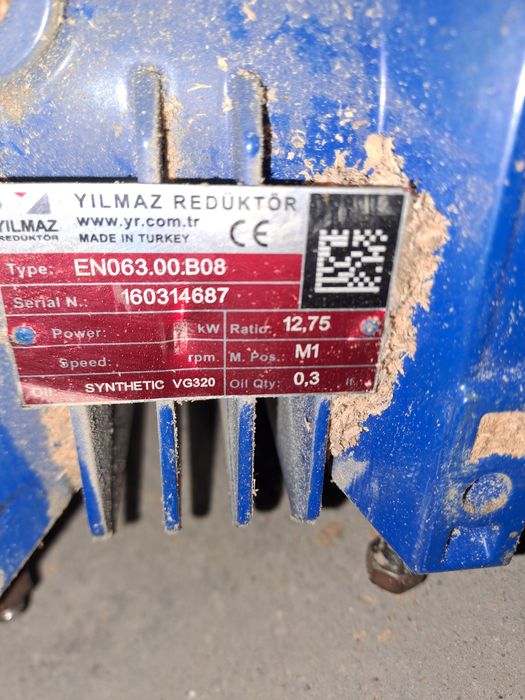 YILMAZ REDÜKTÖR
www.yr.com.tr
MADE IN TURKEY
YILMAZ
REDÜKTÖR
CE
Type: EN063.00.B08
Serial N.: 160314687
Power: kW Ratio: 12,75
Speed: rpm M. Pos.: M1
Oil: SYNTHETIC VG320 Oil Qty: 0,3 lt.